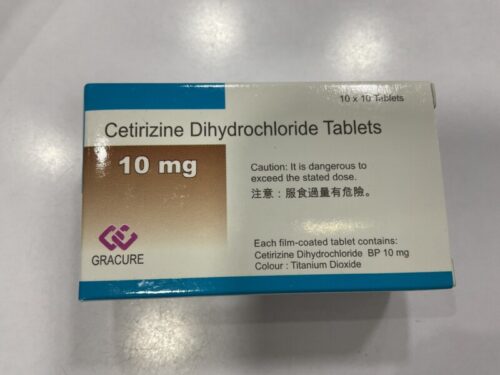 10 x 10 Tablets
Cetirizine Dihydrochloride Tablets
10 mg
Caution: It is dangerous to
exceed the stated dose.
注意：服食過量有危險。
GRACURE
Each film-coated tablet contains:
Cetirizine Dihydrochloride BP 10 mg
Colour : Titanium Dioxide